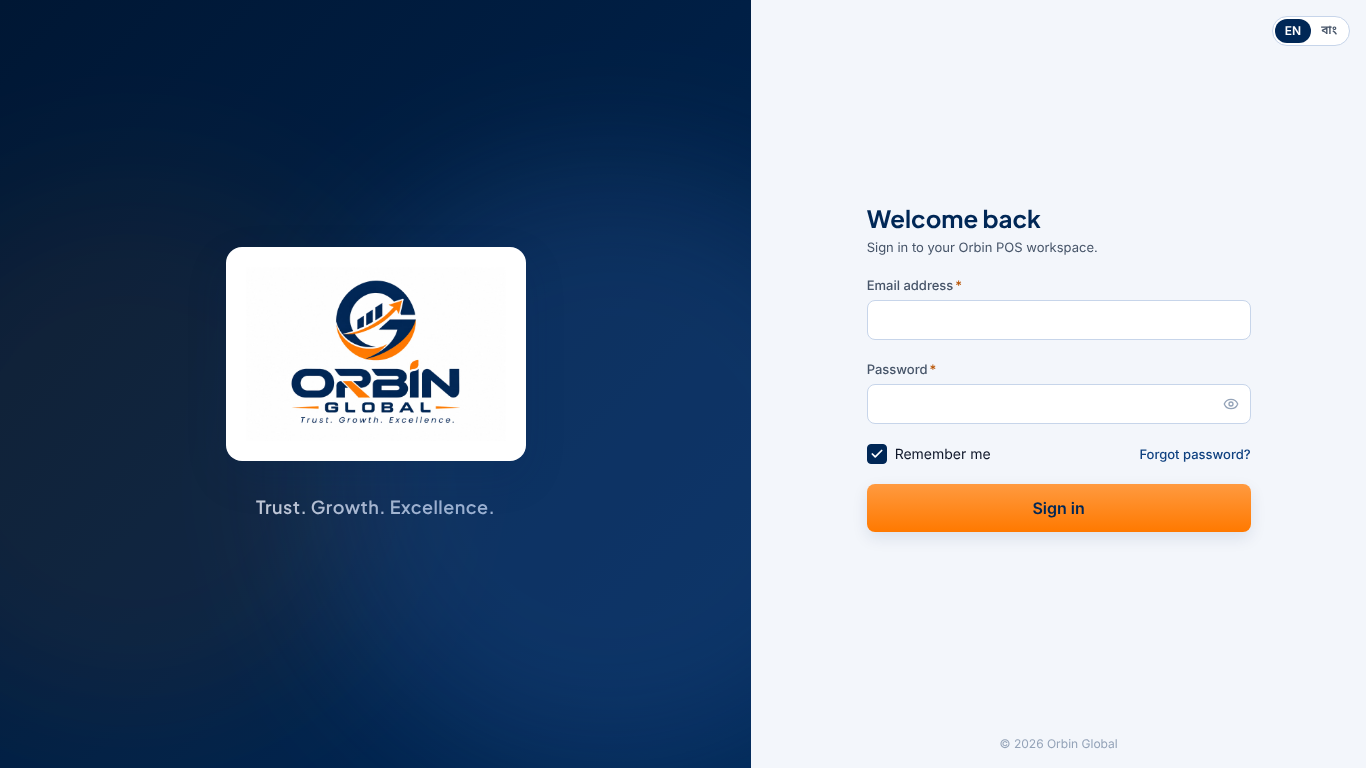 ORBIN
GLOBAL
Trust. Growth. Excellence.
Trust. Growth. Excellence.
EN বাং
Welcome back
Sign in to your Orbin POS workspace.
Email address *
Password *
Remember me Forgot password?
Sign in
© 2026 Orbin Global